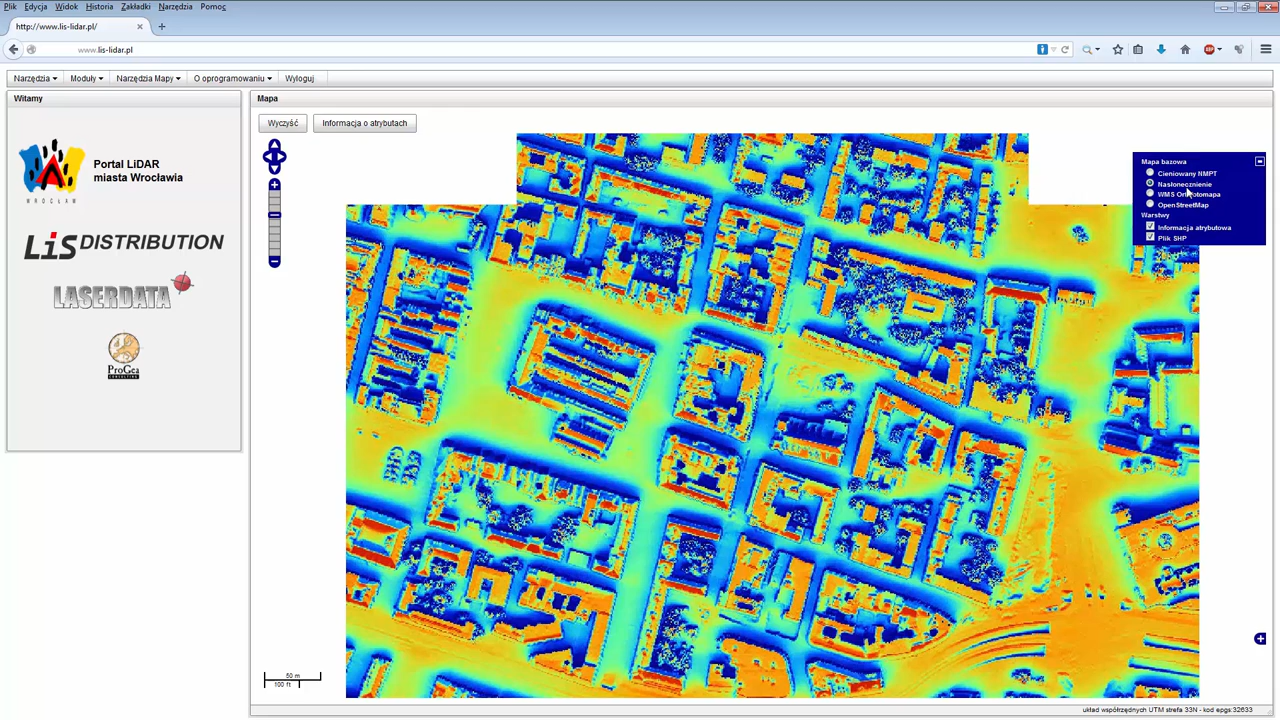 Plik Edycja Widok Historia Zakładki Narzędzia Pomoc
http://www.lis-lidar.pl/
www.lis-lidar.pl
Narzędzia Moduły Narzędzia Mapy O oprogramowaniu Wyloguj
Witamy
Portal LiDAR
miasta Wrocławia
WROCŁAW
LiS DISTRIBUTION
LASERDATA
ProGea
CONSULTING
Mapa
Wyczyść Informacja o atrybutach
Mapa bazowa
Cieniowany NMPT
Nasłonecznienie
WMS Ortofotomapa
OpenStreetMap
Warstwy
Informacja atrybutowa
Plik SHP
50 m
100 ft
układ współrzędnych UTM strefa 33N - kod epgs:32633